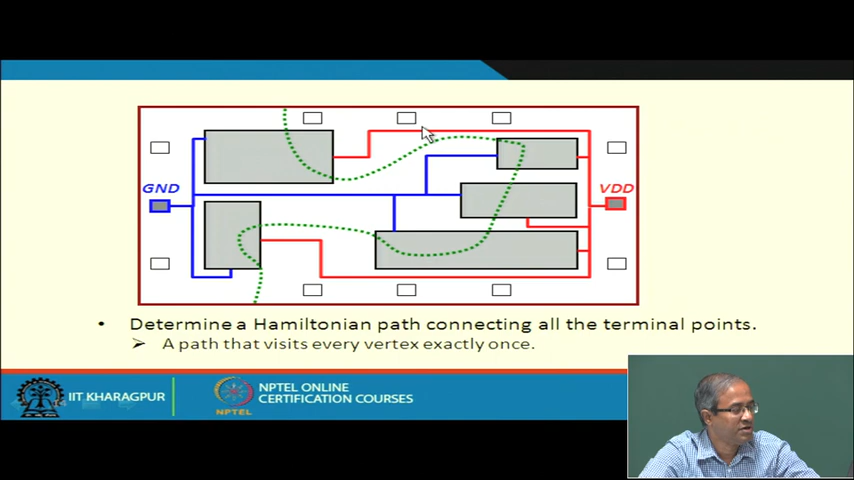 GND
VDD
• Determine a Hamiltonian path connecting all the terminal points.
➢ A path that visits every vertex exactly once.
IIT KHARAGPUR
NPTEL
NPTEL ONLINE
CERTIFICATION COURSES